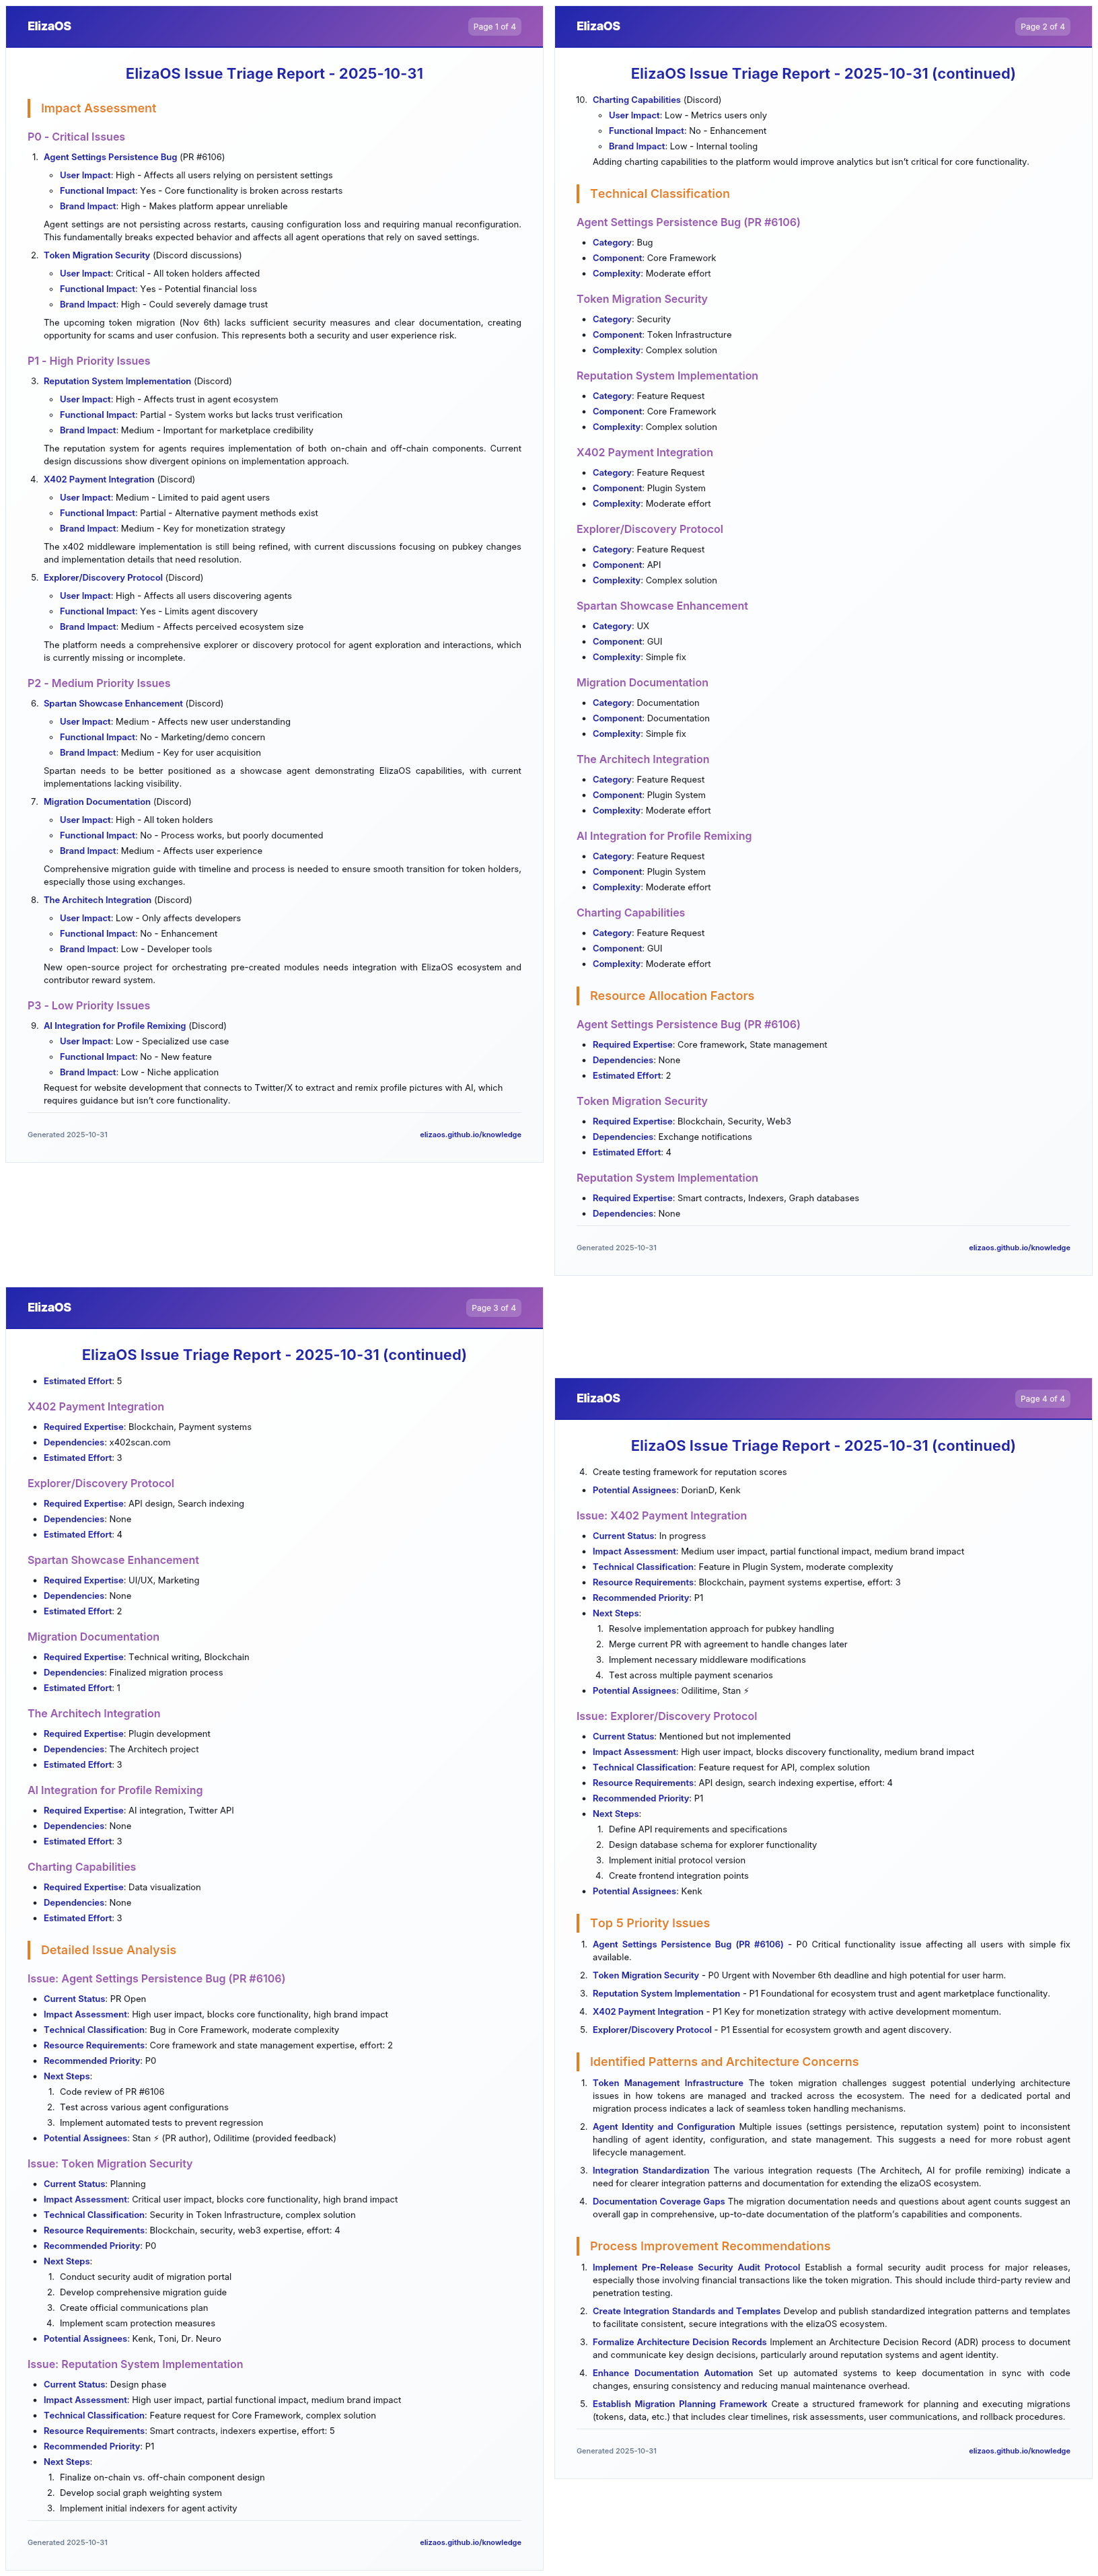 ElizaOS
Page 1 of 4
ElizaOS Issue Triage Report - 2025-10-31
Impact Assessment
P0 - Critical Issues
1. Agent Settings Persistence Bug (PR #6106)
◦ User Impact: High - Affects all users relying on persistent settings
◦ Functional Impact: Yes - Core functionality is broken across restarts
◦ Brand Impact: High - Makes platform appear unreliable
Agent settings are not persisting across restarts, causing configuration loss and requiring manual reconfiguration.
This fundamentally breaks expected behavior and affects all agent operations that rely on saved settings.
2. Token Migration Security (Discord discussions)
◦ User Impact: Critical - All token holders affected
◦ Functional Impact: Yes - Potential financial loss
◦ Brand Impact: High - Could severely damage trust
The upcoming token migration (Nov 6th) lacks sufficient security measures and clear documentation, creating
opportunity for scams and user confusion. This represents both a security and user experience risk.
P1 - High Priority Issues
3. Reputation System Implementation (Discord)
◦ User Impact: High - Affects trust in agent ecosystem
◦ Functional Impact: Partial - System works but lacks trust verification
◦ Brand Impact: Medium - Important for marketplace credibility
The reputation system for agents requires implementation of both on-chain and off-chain components. Current
design discussions show divergent opinions on implementation approach.
4. X402 Payment Integration (Discord)
◦ User Impact: Medium - Limited to paid agent users
◦ Functional Impact: Partial - Alternative payment methods exist
◦ Brand Impact: Medium - Key for monetization strategy
The x402 middleware implementation is still being refined, with current discussions focusing on pubkey changes
and implementation details that need resolution.
5. Explorer/Discovery Protocol (Discord)
◦ User Impact: High - Affects all users discovering agents
◦ Functional Impact: Yes - Limits agent discovery
◦ Brand Impact: Medium - Affects perceived ecosystem size
The platform needs a comprehensive explorer or discovery protocol for agent exploration and interactions, which
is currently missing or incomplete.
P2 - Medium Priority Issues
6. Spartan Showcase Enhancement (Discord)
◦ User Impact: Medium - Affects new user understanding
◦ Functional Impact: No - Marketing/demo concern
◦ Brand Impact: Medium - Key for user acquisition
Spartan needs to be better positioned as a showcase agent demonstrating ElizaOS capabilities, with current
implementations lacking visibility.
7. Migration Documentation (Discord)
◦ User Impact: High - All token holders
◦ Functional Impact: No - Process works, but poorly documented
◦ Brand Impact: Medium - Affects user experience
Comprehensive migration guide with timeline and process is needed to ensure smooth transition for token holders,
especially those using exchanges.
8. The Architech Integration (Discord)
◦ User Impact: Low - Only affects developers
◦ Functional Impact: No - Enhancement
◦ Brand Impact: Low - Developer tools
New open-source project for orchestrating pre-created modules needs integration with ElizaOS ecosystem and
contributor reward system.
P3 - Low Priority Issues
9. AI Integration for Profile Remixing (Discord)
◦ User Impact: Low - Specialized use case
◦ Functional Impact: No - New feature
◦ Brand Impact: Low - Niche application
Request for website development that connects to Twitter/X to extract and remix profile pictures with AI, which
requires guidance but isn't core functionality.
Generated 2025-10-31
elizaos.github.io/knowledge
ElizaOS
Page 2 of 4
ElizaOS Issue Triage Report - 2025-10-31 (continued)
10. Charting Capabilities (Discord)
◦ User Impact: Low - Metrics users only
◦ Functional Impact: No - Enhancement
◦ Brand Impact: Low - Internal tooling
Adding charting capabilities to the platform would improve analytics but isn't critical for core functionality.
Technical Classification
Agent Settings Persistence Bug (PR #6106)
• Category: Bug
• Component: Core Framework
• Complexity: Moderate effort
Token Migration Security
• Category: Security
• Component: Token Infrastructure
• Complexity: Complex solution
Reputation System Implementation
• Category: Feature Request
• Component: Core Framework
• Complexity: Complex solution
X402 Payment Integration
• Category: Feature Request
• Component: Plugin System
• Complexity: Moderate effort
Explorer/Discovery Protocol
• Category: Feature Request
• Component: API
• Complexity: Complex solution
Spartan Showcase Enhancement
• Category: UX
• Component: GUI
• Complexity: Simple fix
Migration Documentation
• Category: Documentation
• Component: Documentation
• Complexity: Simple fix
The Architech Integration
• Category: Feature Request
• Component: Plugin System
• Complexity: Moderate effort
AI Integration for Profile Remixing
• Category: Feature Request
• Component: Plugin System
• Complexity: Moderate effort
Charting Capabilities
• Category: Feature Request
• Component: GUI
• Complexity: Moderate effort
Resource Allocation Factors
Agent Settings Persistence Bug (PR #6106)
• Required Expertise: Core framework, State management
• Dependencies: None
• Estimated Effort: 2
Token Migration Security
• Required Expertise: Blockchain, Security, Web3
• Dependencies: Exchange notifications
• Estimated Effort: 4
Reputation System Implementation
• Required Expertise: Smart contracts, Indexers, Graph databases
• Dependencies: None
Generated 2025-10-31
elizaos.github.io/knowledge
ElizaOS
Page 3 of 4
ElizaOS Issue Triage Report - 2025-10-31 (continued)
• Estimated Effort: 5
X402 Payment Integration
• Required Expertise: Blockchain, Payment systems
• Dependencies: x402scan.com
• Estimated Effort: 3
Explorer/Discovery Protocol
• Required Expertise: API design, Search indexing
• Dependencies: None
• Estimated Effort: 4
Spartan Showcase Enhancement
• Required Expertise: UI/UX, Marketing
• Dependencies: None
• Estimated Effort: 2
Migration Documentation
• Required Expertise: Technical writing, Blockchain
• Dependencies: Finalized migration process
• Estimated Effort: 1
The Architech Integration
• Required Expertise: Plugin development
• Dependencies: The Architech project
• Estimated Effort: 3
AI Integration for Profile Remixing
• Required Expertise: AI integration, Twitter API
• Dependencies: None
• Estimated Effort: 3
Charting Capabilities
• Required Expertise: Data visualization
• Dependencies: None
• Estimated Effort: 3
Detailed Issue Analysis
Issue: Agent Settings Persistence Bug (PR #6106)
• Current Status: PR Open
• Impact Assessment: High user impact, blocks core functionality, high brand impact
• Technical Classification: Bug in Core Framework, moderate complexity
• Resource Requirements: Core framework and state management expertise, effort: 2
• Recommended Priority: P0
• Next Steps:
1. Code review of PR #6106
2. Test across various agent configurations
3. Implement automated tests to prevent regression
• Potential Assignees: Stan ⚡ (PR author), Odilitime (provided feedback)
Issue: Token Migration Security
• Current Status: Planning
• Impact Assessment: Critical user impact, blocks core functionality, high brand impact
• Technical Classification: Security in Token Infrastructure, complex solution
• Resource Requirements: Blockchain, security, web3 expertise, effort: 4
• Recommended Priority: P0
• Next Steps:
1. Conduct security audit of migration portal
2. Develop comprehensive migration guide
3. Create official communications plan
4. Implement scam protection measures
• Potential Assignees: Kenk, Toni, Dr. Neuro
Issue: Reputation System Implementation
• Current Status: Design phase
• Impact Assessment: High user impact, partial functional impact, medium brand impact
• Technical Classification: Feature request for Core Framework, complex solution
• Resource Requirements: Smart contracts, indexers expertise, effort: 5
• Recommended Priority: P1
• Next Steps:
1. Finalize on-chain vs. off-chain component design
2. Develop social graph weighting system
3. Implement initial indexers for agent activity
Generated 2025-10-31
elizaos.github.io/knowledge
ElizaOS
Page 4 of 4
ElizaOS Issue Triage Report - 2025-10-31 (continued)
4. Create testing framework for reputation scores
• Potential Assignees: DorianD, Kenk
Issue: X402 Payment Integration
• Current Status: In progress
• Impact Assessment: Medium user impact, partial functional impact, medium brand impact
• Technical Classification: Feature in Plugin System, moderate complexity
• Resource Requirements: Blockchain, payment systems expertise, effort: 3
• Recommended Priority: P1
• Next Steps:
1. Resolve implementation approach for pubkey handling
2. Merge current PR with agreement to handle changes later
3. Implement necessary middleware modifications
4. Test across multiple payment scenarios
• Potential Assignees: Odilitime, Stan ⚡
Issue: Explorer/Discovery Protocol
• Current Status: Mentioned but not implemented
• Impact Assessment: High user impact, blocks discovery functionality, medium brand impact
• Technical Classification: Feature request for API, complex solution
• Resource Requirements: API design, search indexing expertise, effort: 4
• Recommended Priority: P1
• Next Steps:
1. Define API requirements and specifications
2. Design database schema for explorer functionality
3. Implement initial protocol version
4. Create frontend integration points
• Potential Assignees: Kenk
Top 5 Priority Issues
1. Agent Settings Persistence Bug (PR #6106) - P0 Critical functionality issue affecting all users with simple fix
available.
2. Token Migration Security - P0 Urgent with November 6th deadline and high potential for user harm.
3. Reputation System Implementation - P1 Foundational for ecosystem trust and agent marketplace functionality.
4. X402 Payment Integration - P1 Key for monetization strategy with active development momentum.
5. Explorer/Discovery Protocol - P1 Essential for ecosystem growth and agent discovery.
Identified Patterns and Architecture Concerns
1. Token Management Infrastructure The token migration challenges suggest potential underlying architecture
issues in how tokens are managed and tracked across the ecosystem. The need for a dedicated portal and
migration process indicates a lack of seamless token handling mechanisms.
2. Agent Identity and Configuration Multiple issues (settings persistence, reputation system) point to inconsistent
handling of agent identity, configuration, and state management. This suggests a need for more robust agent
lifecycle management.
3. Integration Standardization The various integration requests (The Architech, AI for profile remixing) indicate a
need for clearer integration patterns and documentation for extending the elizaOS ecosystem.
4. Documentation Coverage Gaps The migration documentation needs and questions about agent counts suggest an
overall gap in comprehensive, up-to-date documentation of the platform's capabilities and components.
Process Improvement Recommendations
1. Implement Pre-Release Security Audit Protocol Establish a formal security audit process for major releases,
especially those involving financial transactions like the token migration. This should include third-party review and
penetration testing.
2. Create Integration Standards and Templates Develop and publish standardized integration patterns and templates
to facilitate consistent, secure integrations with the elizaOS ecosystem.
3. Formalize Architecture Decision Records Implement an Architecture Decision Record (ADR) process to document
and communicate key design decisions, particularly around reputation systems and agent identity.
4. Enhance Documentation Automation Set up automated systems to keep documentation in sync with code
changes, ensuring consistency and reducing manual maintenance overhead.
5. Establish Migration Planning Framework Create a structured framework for planning and executing migrations
(tokens, data, etc.) that includes clear timelines, risk assessments, user communications, and rollback procedures.
Generated 2025-10-31
elizaos.github.io/knowledge